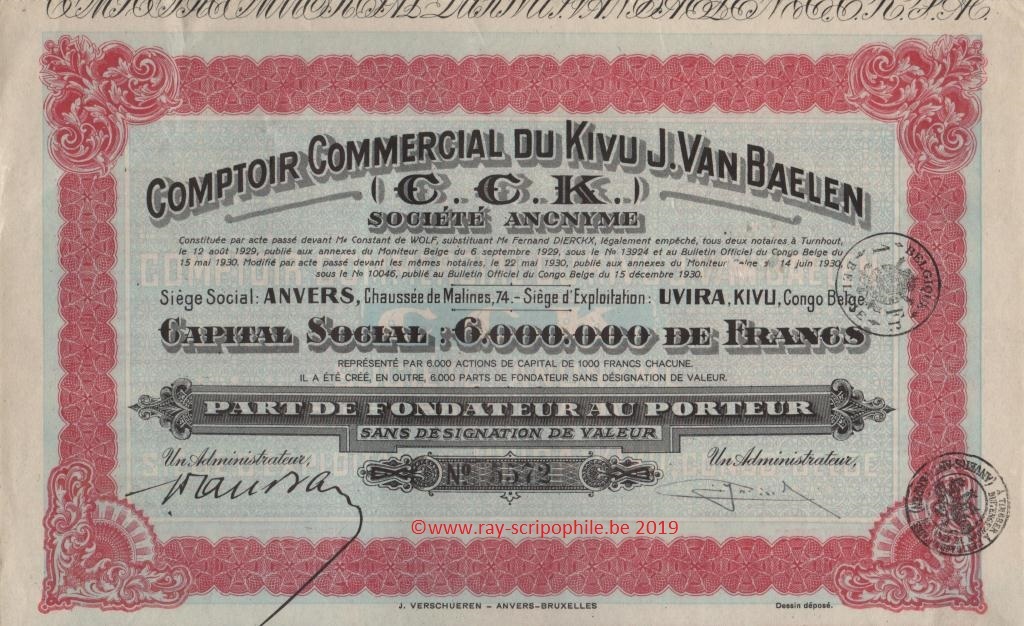 COMPTOIR COMMERCIAL DU KIVU J. VAN BAELEN
(C. C. K.)
SOCIÉTÉ ANONYME
Constituée par acte passé devant Me Constant de WOLF, substituant Me Fernand DIERCKX, légalement empêché, tous deux notaires à Turnhout,
le 12 août 1929, publié aux annexes du Moniteur Belge du 6 septembre 1929, sous le No 13924 et au Bulletin Officiel du Congo Belge du
15 mai 1930. Modifié par acte passé devant les mêmes notaires, le 22 mai 1930, publié aux annexes du Moniteur 14 juin 1930,
sous le No 10046, publié au Bulletin Officiel du Congo Belge du 15 décembre 1930.
Siège Social: ANVERS, Chaussée de Malines, 74. - Siège d'Exploitation: UVIRA, KIVU, Congo Belge
CAPITAL SOCIAL : 6.000.000 DE FRANCS
REPRÉSENTÉ PAR 6.000 ACTIONS DE CAPITAL DE 1000 FRANCS CHACUNE.
IL A ÉTÉ CRÉÉ, EN OUTRE, 6.000 PARTS DE FONDATEUR SANS DÉSIGNATION DE VALEUR.
PART DE FONDATEUR AU PORTEUR
SANS DESIGNATION DE VALEUR
Un Administrateur,
No 5572
Un Administrateur,
©www.ray-scripophile.be 2019
J. VERSCHUEREN - ANVERS-BRUXELLES
Dessin déposé.